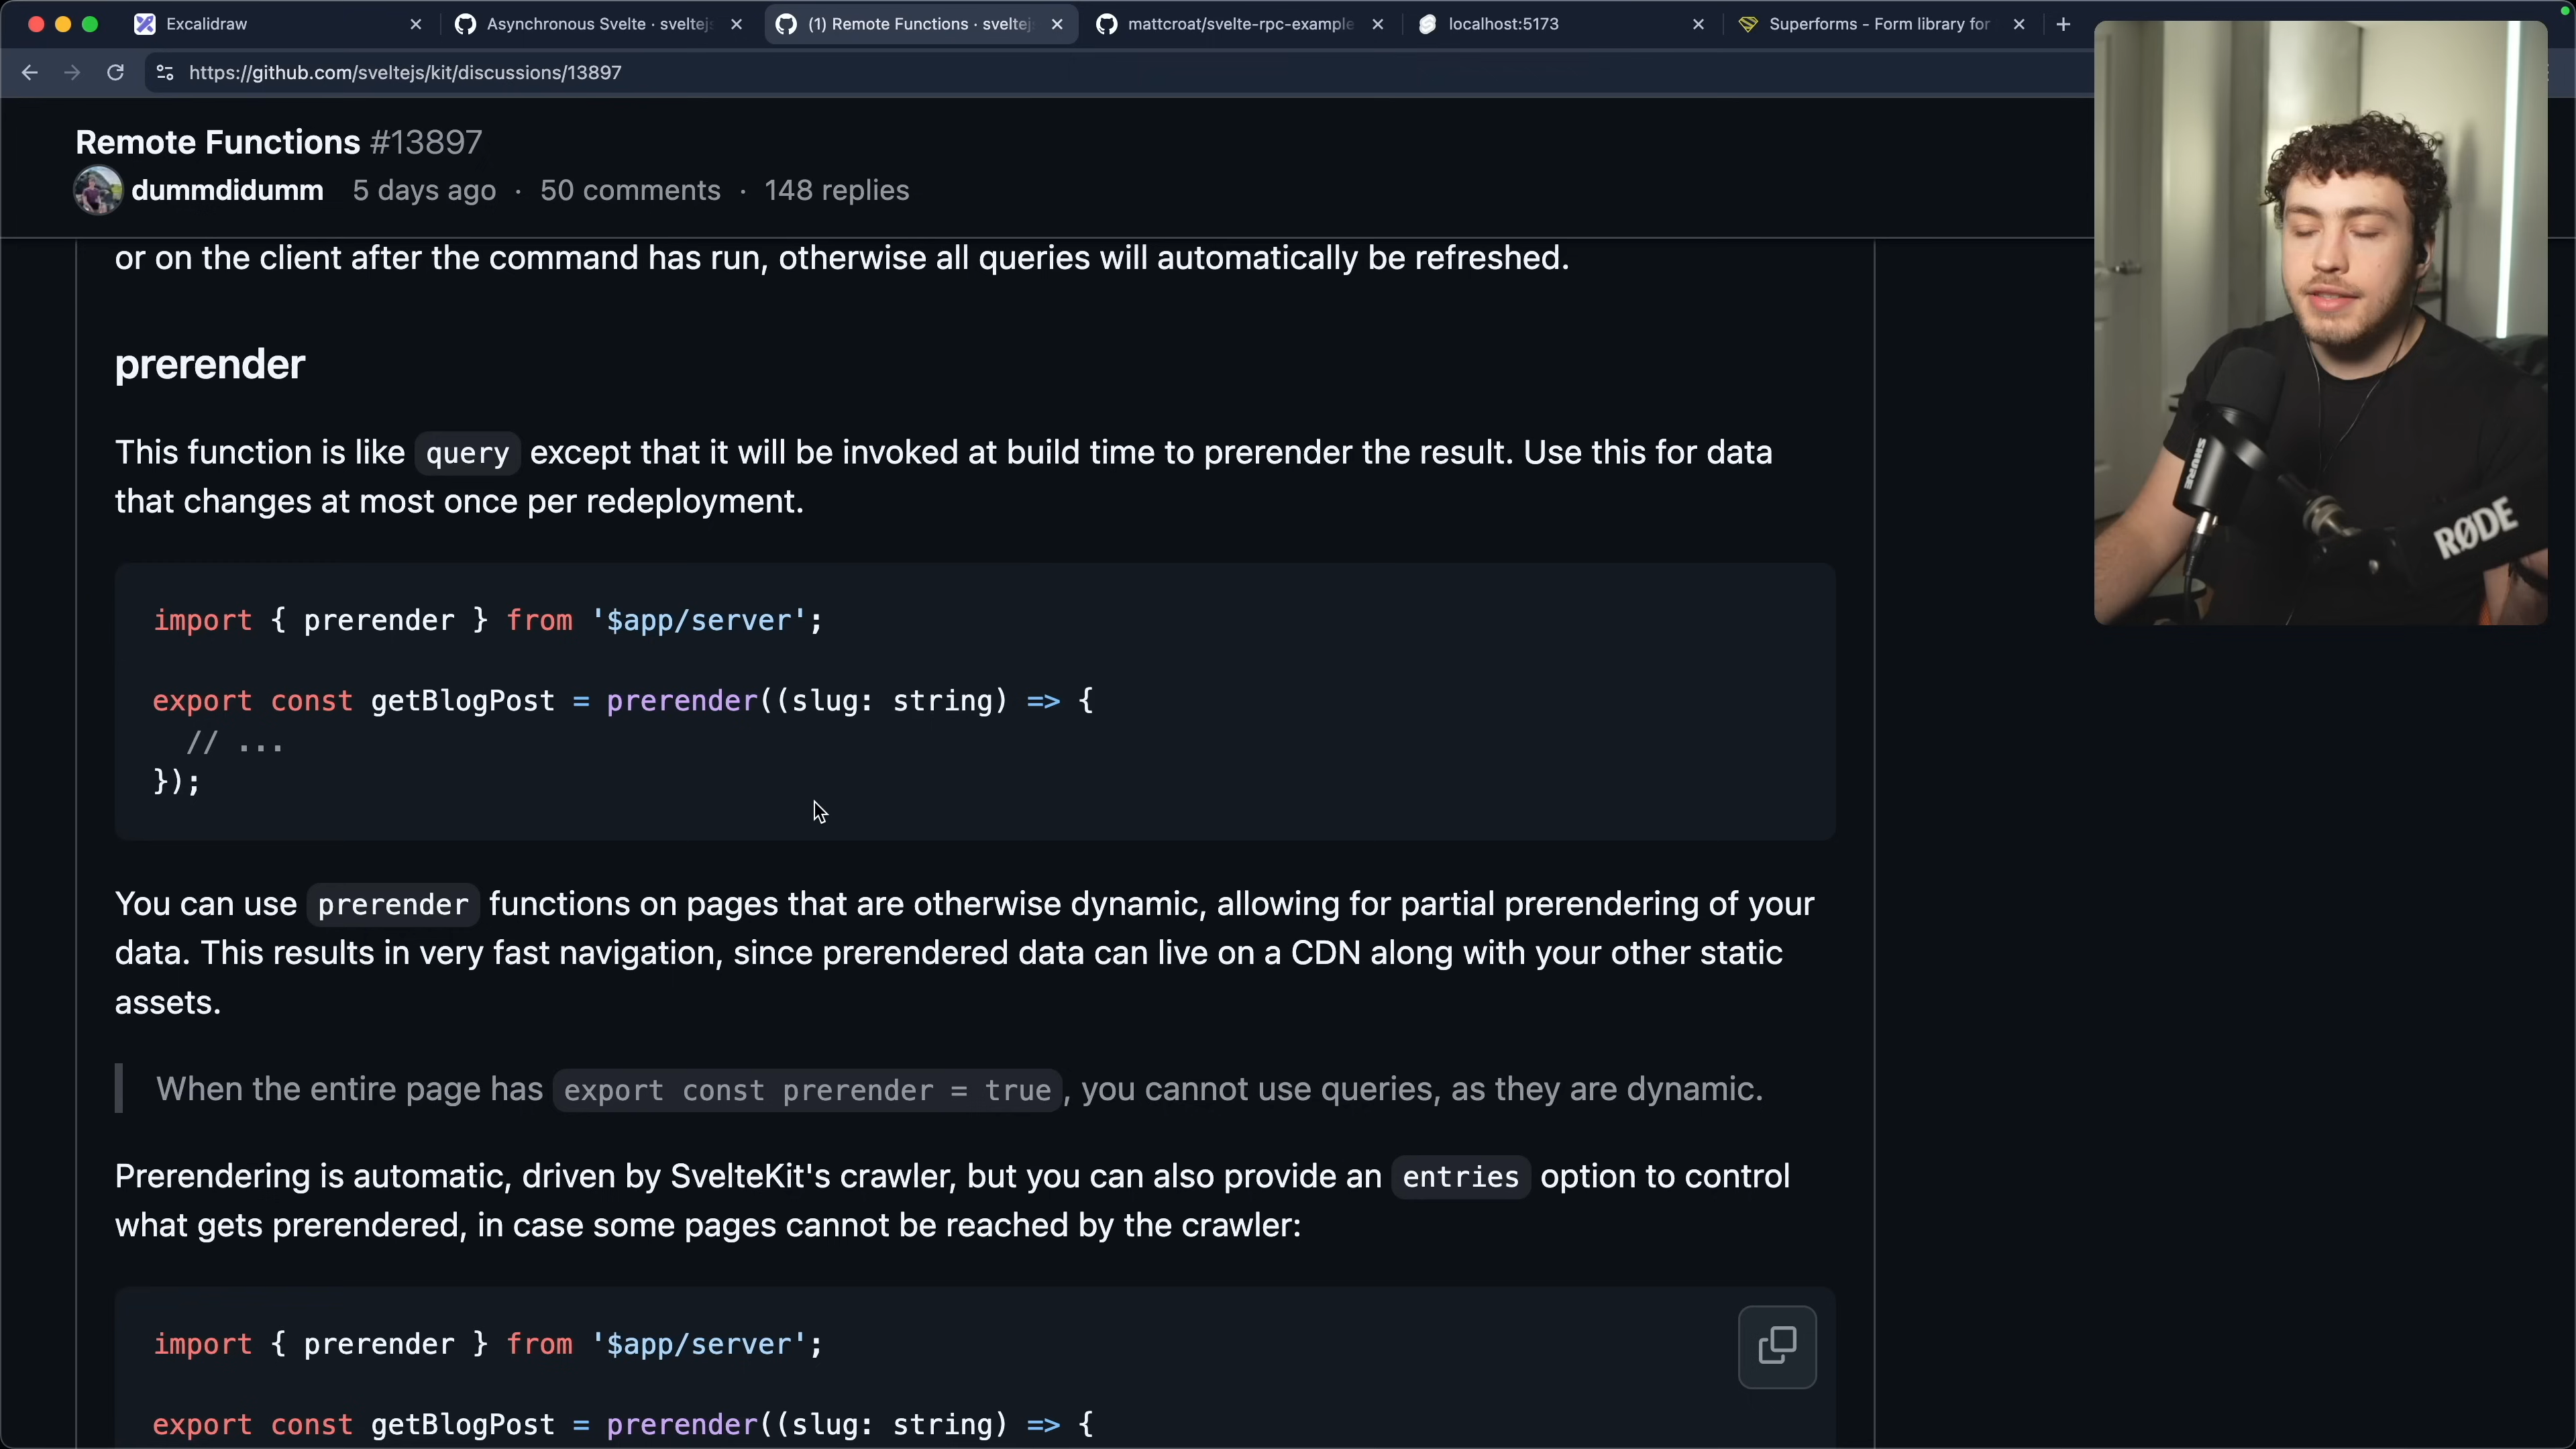 Excalidraw
Asynchronous Svelte · sveltej
(1) Remote Functions · sveltej
mattcroat/svelte-rpc-example
localhost:5173
Superforms - Form library for
https://github.com/sveltejs/kit/discussions/13897
Remote Functions #13897
dummdidumm 5 days ago · 50 comments · 148 replies
or on the client after the command has run, otherwise all queries will automatically be refreshed.
prerender
This function is like query except that it will be invoked at build time to prerender the result. Use this for data
that changes at most once per redeployment.
import { prerender } from '$app/server';
export const getBlogPost = prerender((slug: string) => {
// ...
});
You can use prerender functions on pages that are otherwise dynamic, allowing for partial prerendering of your
data. This results in very fast navigation, since prerendered data can live on a CDN along with your other static
assets.
When the entire page has export const prerender = true, you cannot use queries, as they are dynamic.
Prerendering is automatic, driven by SvelteKit's crawler, but you can also provide an entries option to control
what gets prerendered, in case some pages cannot be reached by the crawler:
import { prerender } from '$app/server';
export const getBlogPost = prerender((slug: string) => {
SHURE
RØDE